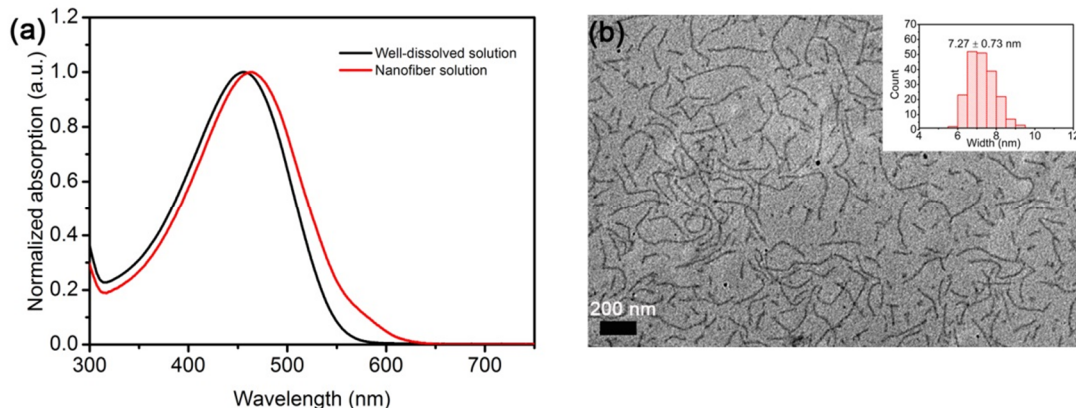 (a)
1.2
1.0
0.8
0.6
0.4
0.2
0.0
Normalized absorption (a.u.)
Well-dissolved solution
Nanofiber solution
300 400 500 600 700
Wavelength (nm)
(b)
200 nm
70
60
50
40
30
20
10
0
Count
7.27 ± 0.73 nm
4 6 8 10 12
Width (nm)